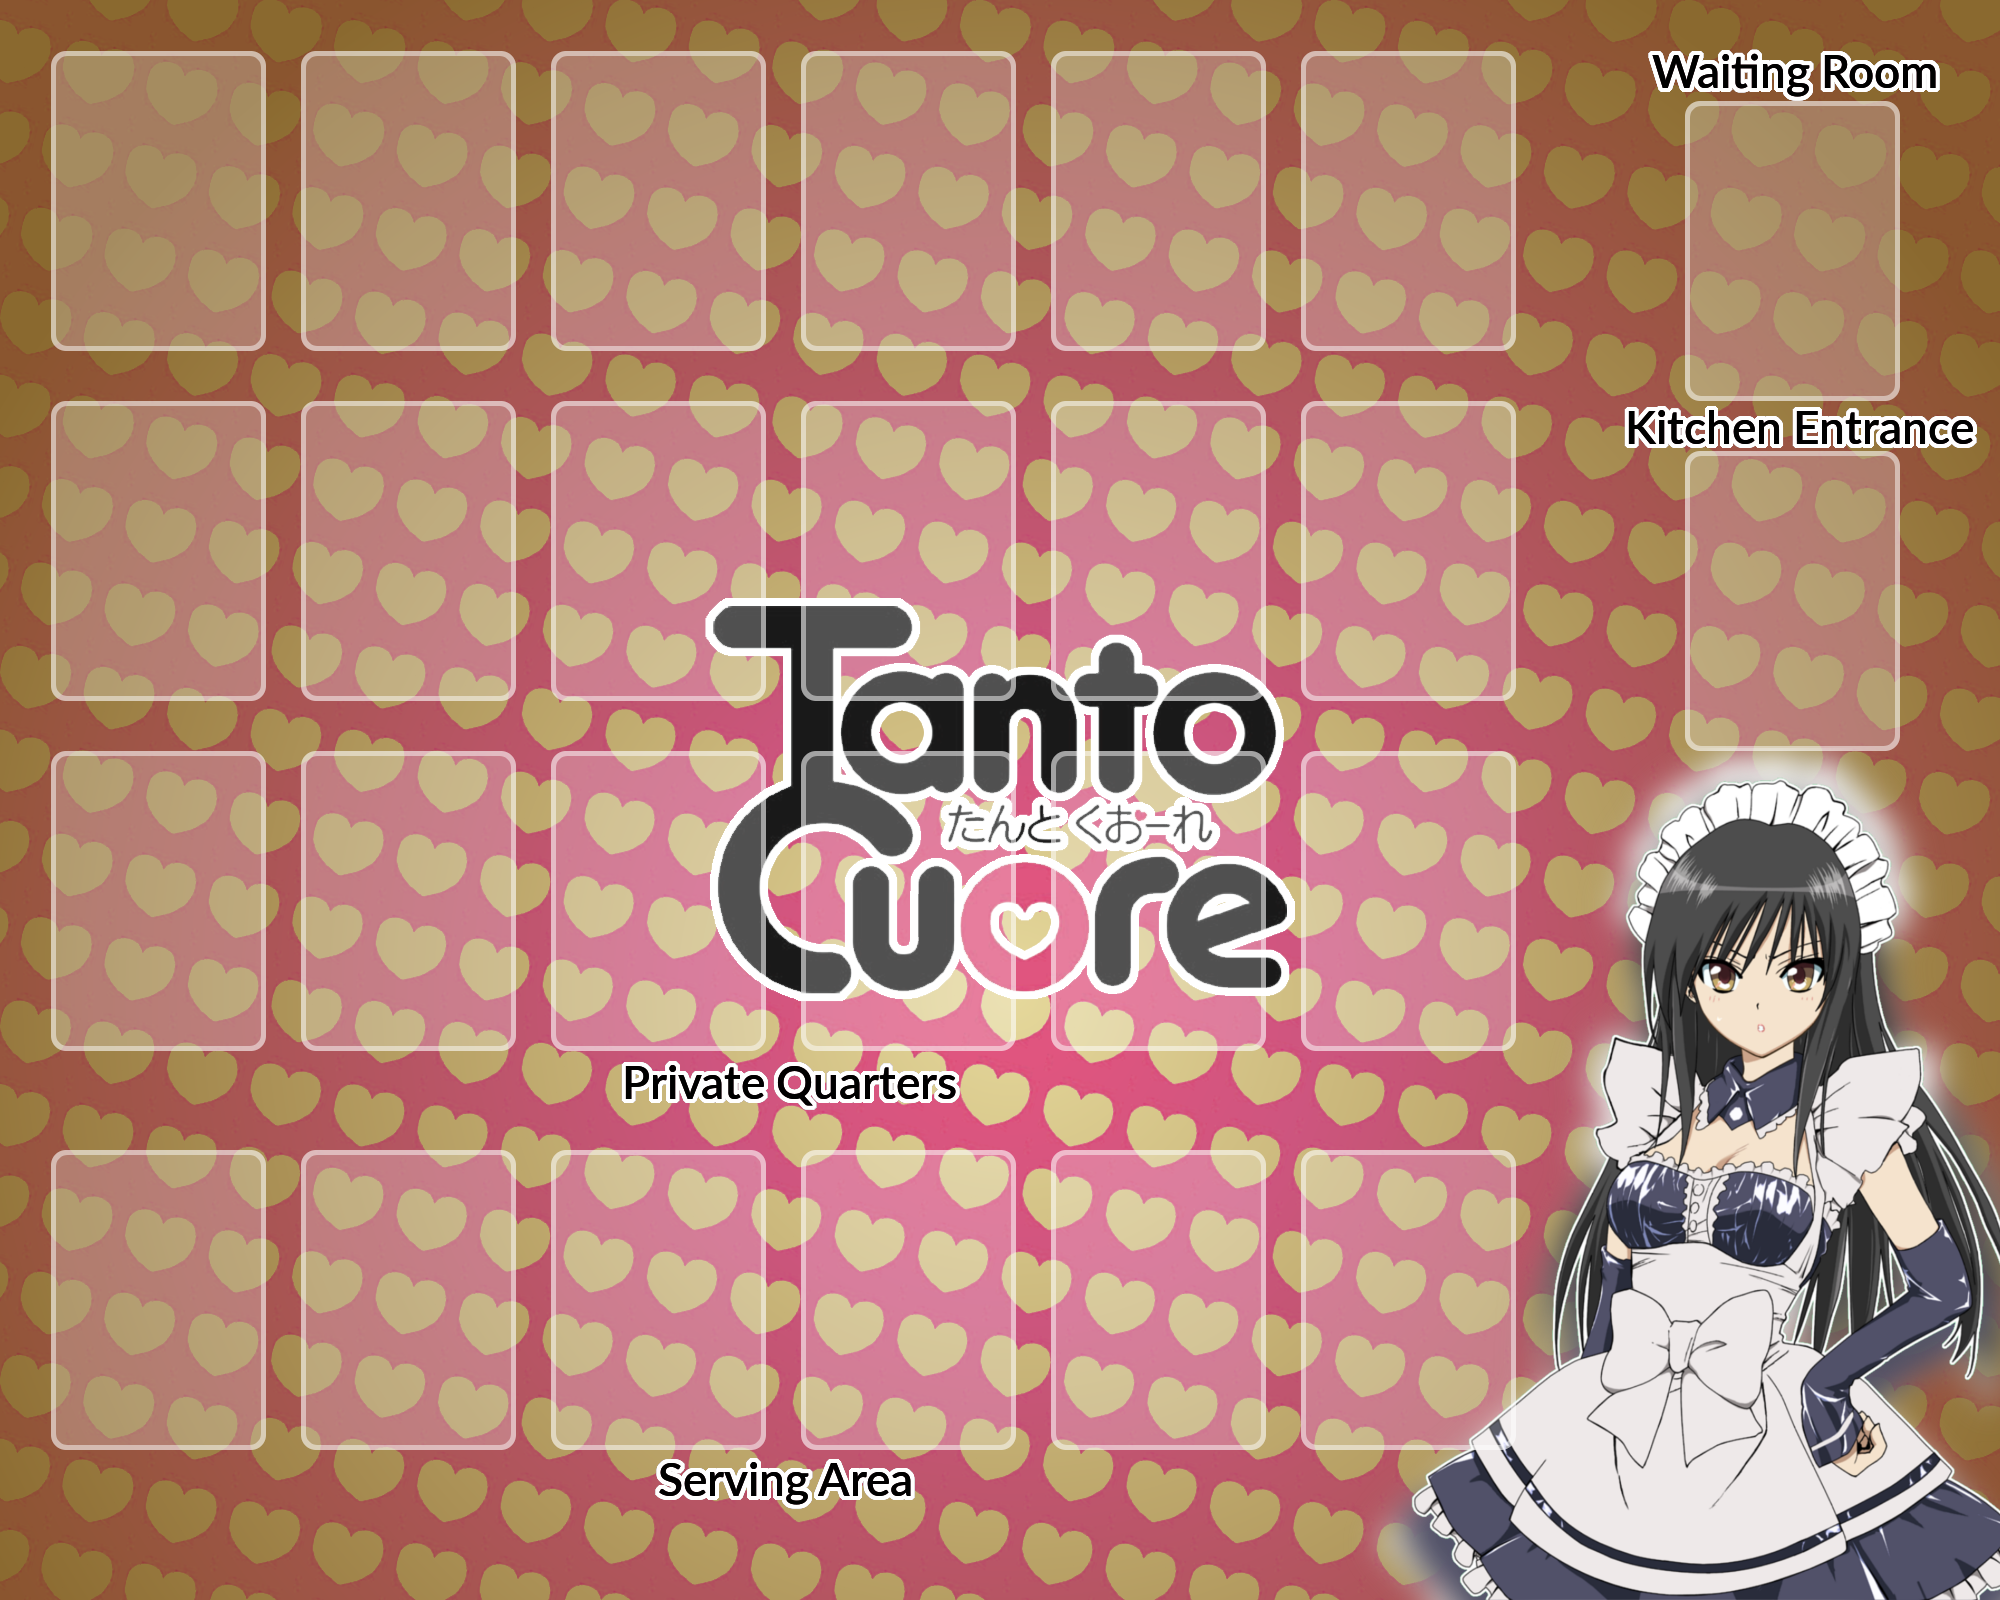 Waiting Room
Kitchen Entrance
Tanto
たんとくおーれ
Cuore
Private Quarters
Serving Area